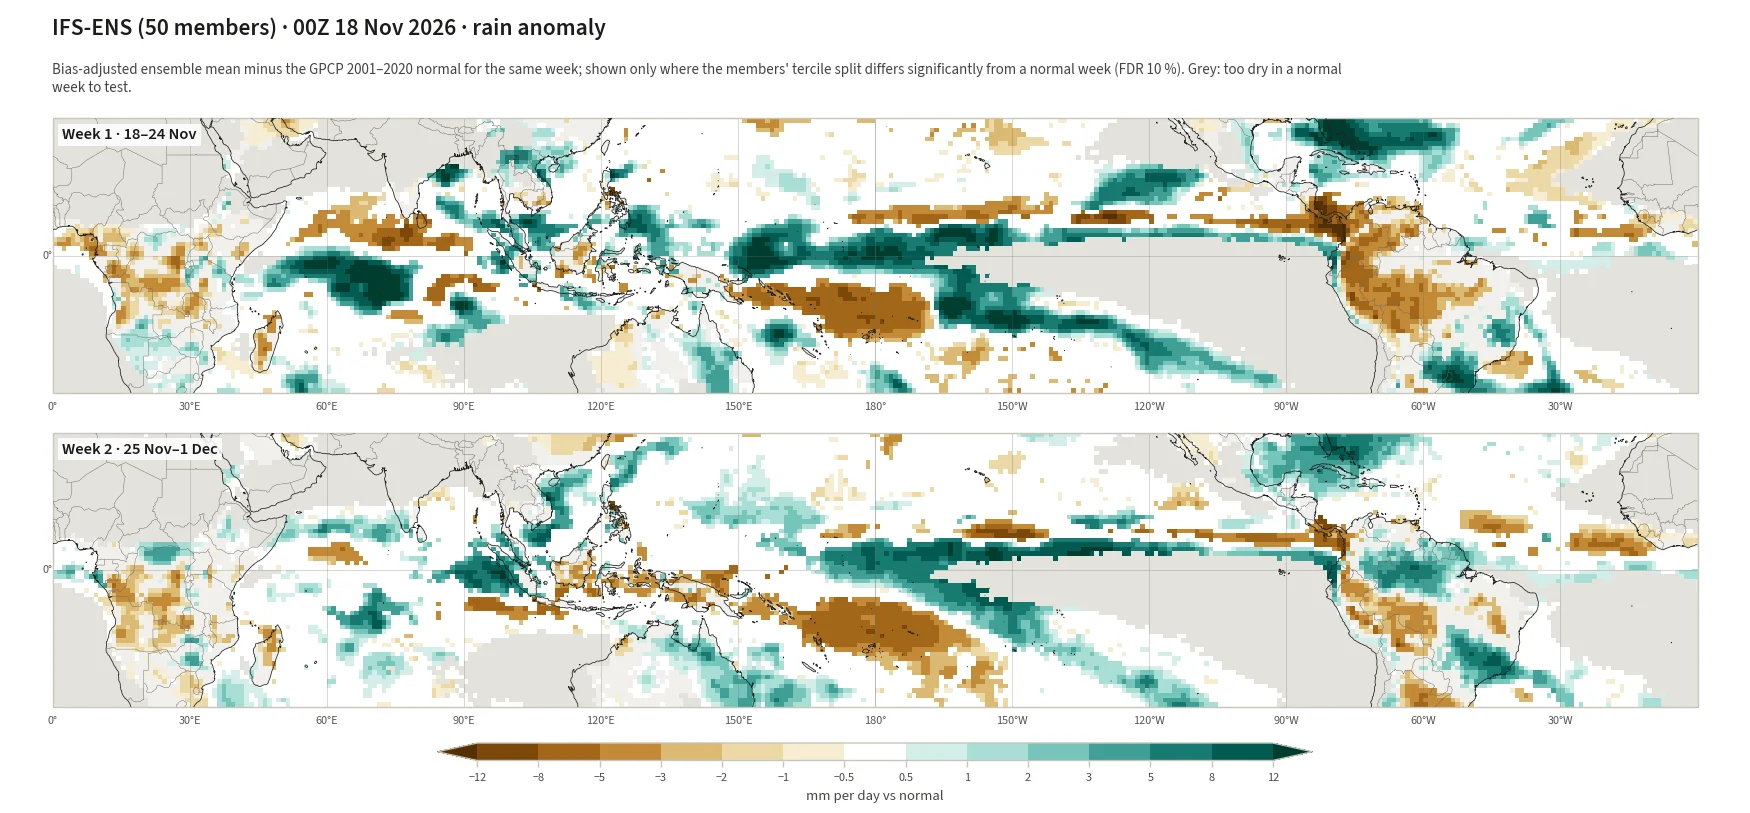 IFS-ENS (50 members) · 00Z 18 Nov 2026 · rain anomaly
Bias-adjusted ensemble mean minus the GPCP 2001–2020 normal for the same week; shown only where the members' tercile split differs significantly from a normal week (FDR 10 %). Grey: too dry in a normal
week to test.
Week 1 · 18–24 Nov
0°
0° 30°E 60°E 90°E 120°E 150°E 180° 150°W 120°W 90°W 60°W 30°W
Week 2 · 25 Nov–1 Dec
0°
0° 30°E 60°E 90°E 120°E 150°E 180° 150°W 120°W 90°W 60°W 30°W
−12 −8 −5 −3 −2 −1 −0.5 0.5 1 2 3 5 8 12
mm per day vs normal